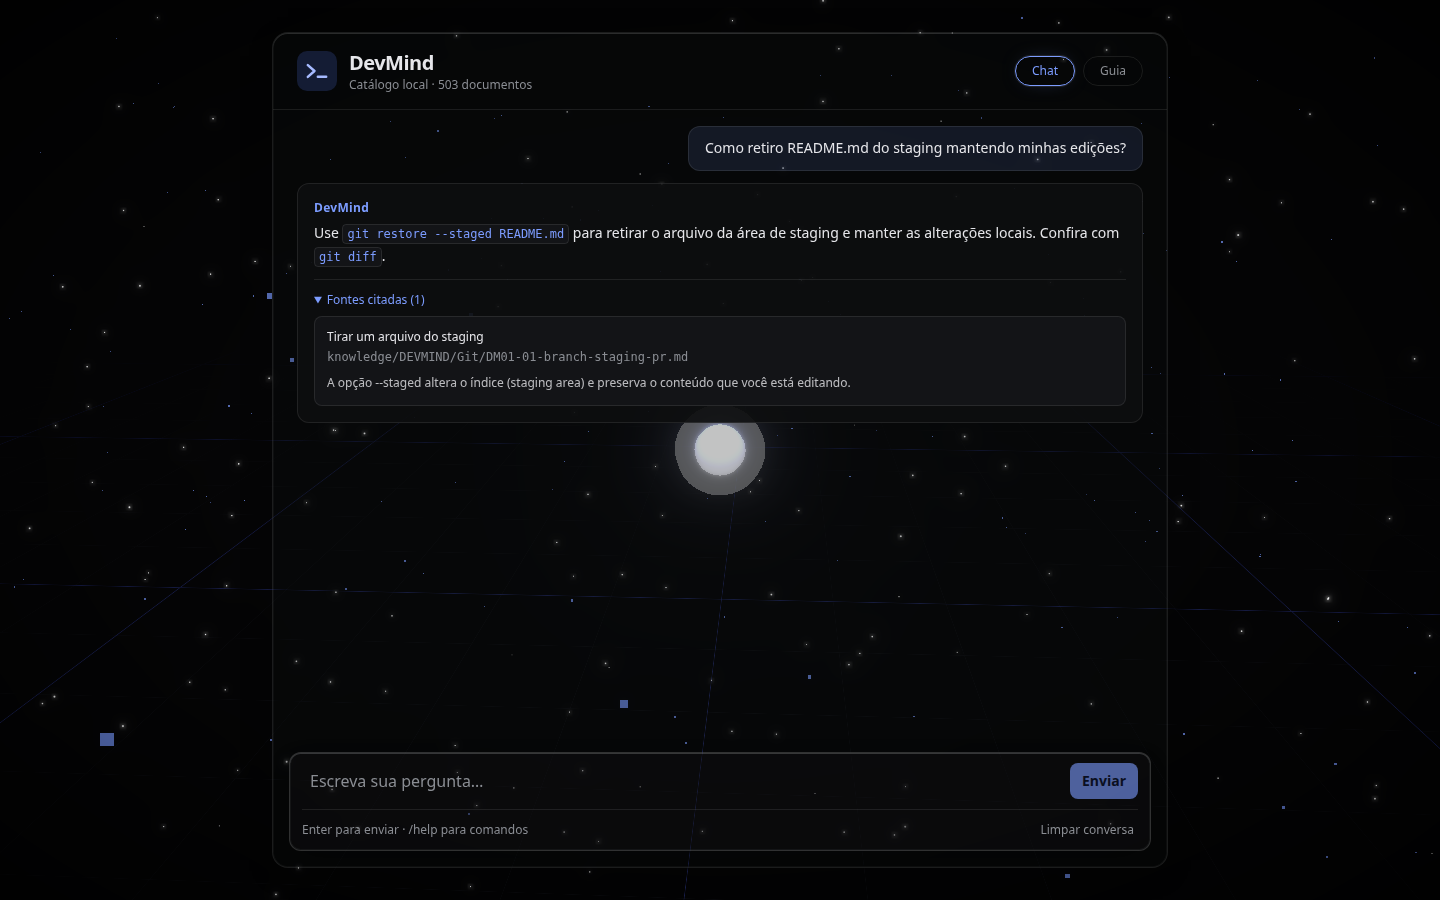 DevMind
Catálogo local · 503 documentos
Chat
Guia
Como retiro README.md do staging mantendo minhas edições?
DevMind
Use git restore --staged README.md para retirar o arquivo da área de staging e manter as alterações locais. Confira com
git diff.
▼ Fontes citadas (1)
Tirar um arquivo do staging
knowledge/DEVMIND/Git/DM01-01-branch-staging-pr.md
A opção --staged altera o índice (staging area) e preserva o conteúdo que você está editando.
Escreva sua pergunta...
Enviar
Enter para enviar · /help para comandos
Limpar conversa